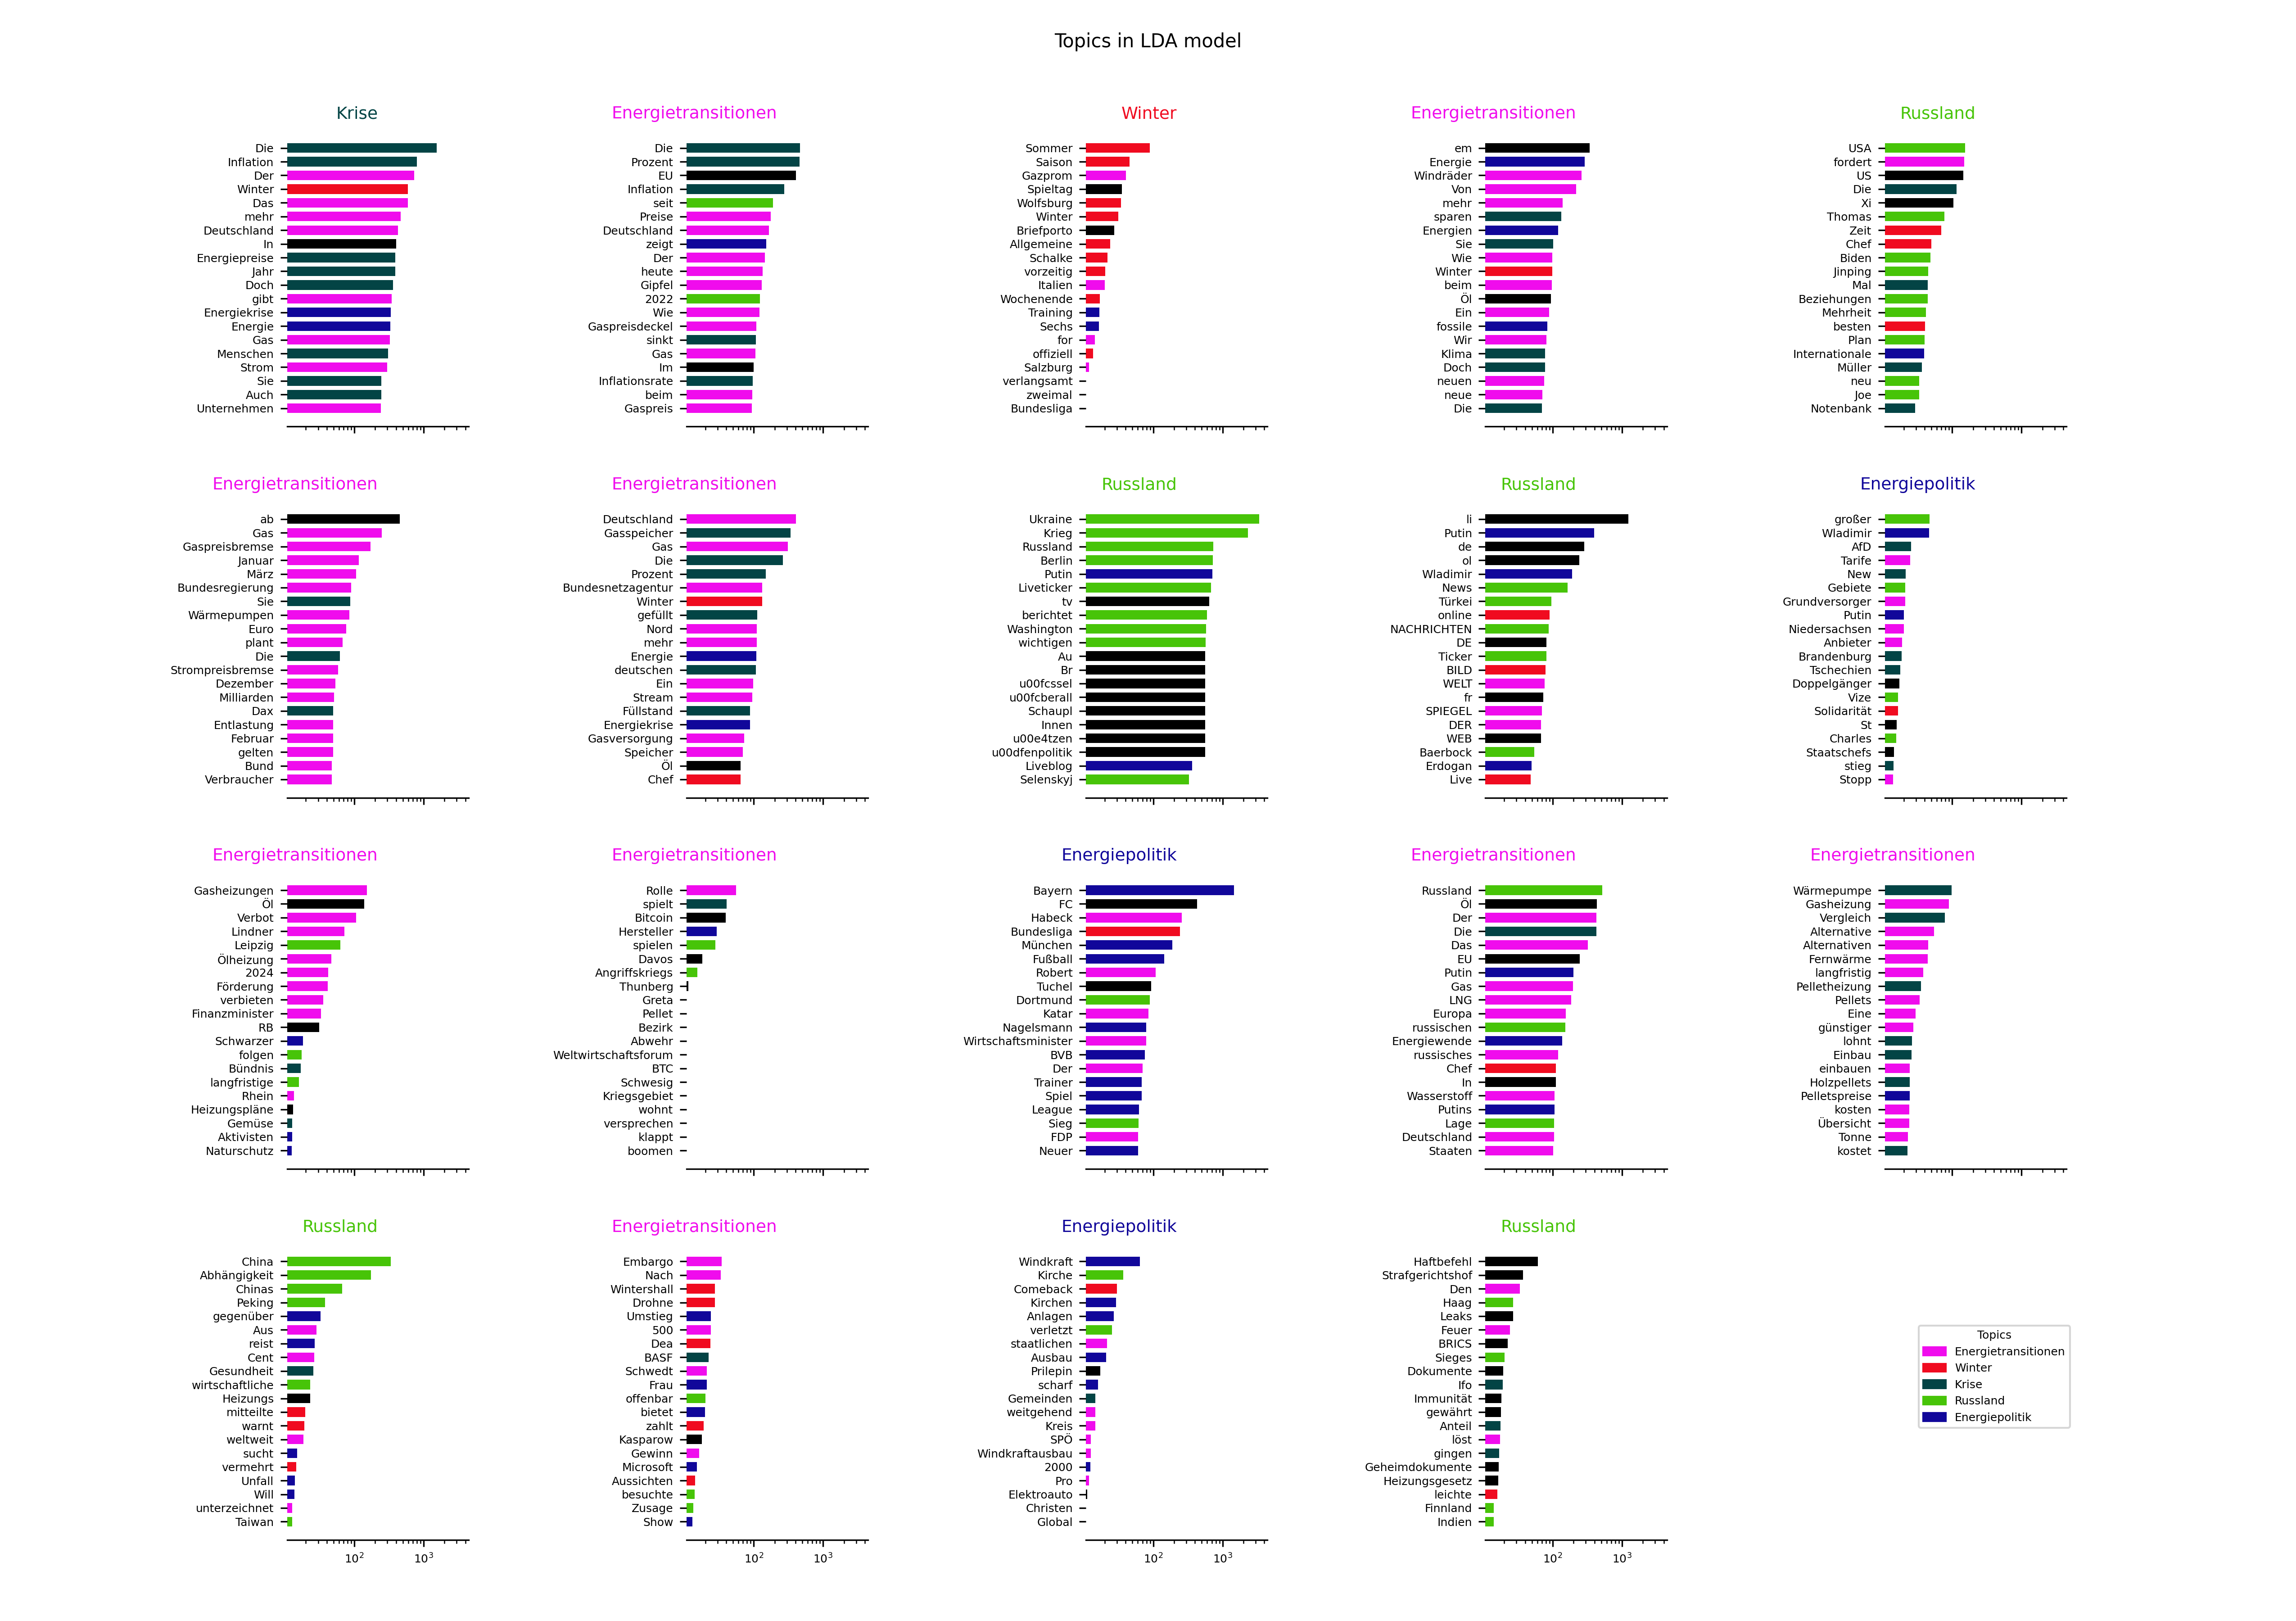 Topics in LDA model
Krise
Die
Inflation
Der
Winter
Das
mehr
Deutschland
In
Energiepreise
Jahr
Doch
gibt
Energiekrise
Energie
Gas
Menschen
Strom
Sie
Auch
Unternehmen
Energietransitionen
Die
Prozent
EU
Inflation
seit
Preise
Deutschland
zeigt
Der
heute
Gipfel
2022
Wie
Gaspreisdeckel
sinkt
Gas
Im
Inflationsrate
beim
Gaspreis
Winter
Sommer
Saison
Gazprom
Spieltag
Wolfsburg
Winter
Briefporto
Allgemeine
Schalke
vorzeitig
Italien
Wochenende
Training
Sechs
for
offiziell
Salzburg
verlangsamt
zweimal
Bundesliga
Energietransitionen
em
Energie
Windräder
Von
mehr
sparen
Energien
Sie
Wie
Winter
beim
Öl
Ein
fossile
Wir
Klima
Doch
neuen
neue
Die
Russland
USA
fordert
US
Die
Xi
Thomas
Zeit
Chef
Biden
Jinping
Mal
Beziehungen
Mehrheit
besten
Plan
Internationale
Müller
neu
Joe
Notenbank
Energietransitionen
ab
Gas
Gaspreisbremse
Januar
März
Bundesregierung
Sie
Wärmepumpen
Euro
plant
Die
Strompreisbremse
Dezember
Milliarden
Dax
Entlastung
Februar
gelten
Bund
Verbraucher
Energietransitionen
Deutschland
Gasspeicher
Gas
Die
Prozent
Bundesnetzagentur
Winter
gefüllt
Nord
mehr
Energie
deutschen
Ein
Stream
Füllstand
Energiekrise
Gasversorgung
Speicher
Öl
Chef
Russland
Ukraine
Krieg
Russland
Berlin
Putin
Liveticker
tv
berichtet
Washington
wichtigen
Au
Br
u00fcssel
u00fcberall
Schaupl
Innen
u00e4tzen
u00dfenpolitik
Liveblog
Selenskyj
Russland
li
Putin
de
ol
Wladimir
News
Türkei
online
NACHRICHTEN
DE
Ticker
BILD
WELT
fr
SPIEGEL
DER
WEB
Baerbock
Erdogan
Live
Energiepolitik
großer
Wladimir
AfD
Tarife
New
Gebiete
Grundversorger
Putin
Niedersachsen
Anbieter
Brandenburg
Tschechien
Doppelgänger
Vize
Solidarität
St
Charles
Staatschefs
stieg
Stopp
Energietransitionen
Gasheizungen
Öl
Verbot
Lindner
Leipzig
Ölheizung
2024
Förderung
verbieten
Finanzminister
RB
Schwarzer
folgen
Bündnis
langfristige
Rhein
Heizungspläne
Gemüse
Aktivisten
Naturschutz
Energietransitionen
Rolle
spielt
Bitcoin
Hersteller
spielen
Davos
Angriffskriegs
Thunberg
Greta
Pellet
Bezirk
Abwehr
Weltwirtschaftsforum
BTC
Schwesig
Kriegsgebiet
wohnt
versprechen
klappt
boomen
Energiepolitik
Bayern
FC
Habeck
Bundesliga
München
Fußball
Robert
Tuchel
Dortmund
Katar
Nagelsmann
Wirtschaftsminister
BVB
Der
Trainer
Spiel
League
Sieg
FDP
Neuer
Energietransitionen
Russland
Öl
Der
Die
Das
EU
Putin
Gas
LNG
Europa
russischen
Energiewende
russisches
Chef
In
Wasserstoff
Putins
Lage
Deutschland
Staaten
Energietransitionen
Wärmepumpe
Gasheizung
Vergleich
Alternative
Alternativen
Fernwärme
langfristig
Pelletheizung
Pellets
Eine
günstiger
lohnt
Einbau
einbauen
Holzpellets
Pelletspreise
kosten
Übersicht
Tonne
kostet
Russland
China
Abhängigkeit
Chinas
Peking
gegenüber
Aus
reist
Cent
Gesundheit
wirtschaftliche
Heizungs
mitteilte
warnt
weltweit
sucht
vermehrt
Unfall
Will
unterzeichnet
Taiwan
10² 10³
Energietransitionen
Embargo
Nach
Wintershall
Drohne
Umstieg
500
Dea
BASF
Schwedt
Frau
offenbar
bietet
zahlt
Kasparow
Gewinn
Microsoft
Aussichten
besuchte
Zusage
Show
10² 10³
Energiepolitik
Windkraft
Kirche
Comeback
Kirchen
Anlagen
verletzt
staatlichen
Ausbau
Prilepin
scharf
Gemeinden
weitgehend
Kreis
SPÖ
Windkraftausbau
2000
Pro
Elektroauto
Christen
Global
10² 10³
Russland
Haftbefehl
Strafgerichtshof
Den
Haag
Leaks
Feuer
BRICS
Sieges
Dokumente
Ifo
Immunität
gewährt
Anteil
löst
gingen
Geheimdokumente
Heizungsgesetz
leichte
Finnland
Indien
10² 10³
Topics
Energietransitionen
Winter
Krise
Russland
Energiepolitik